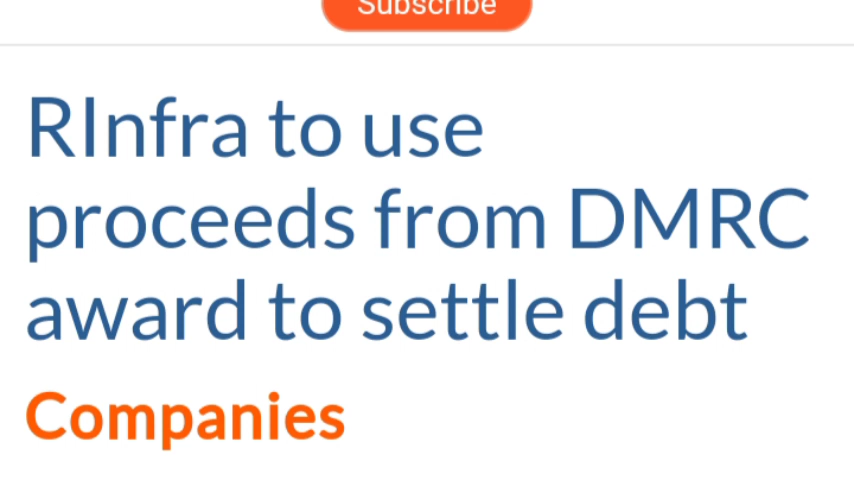 Subscribe
RInfra to use
proceeds from DMRC
award to settle debt
Companies